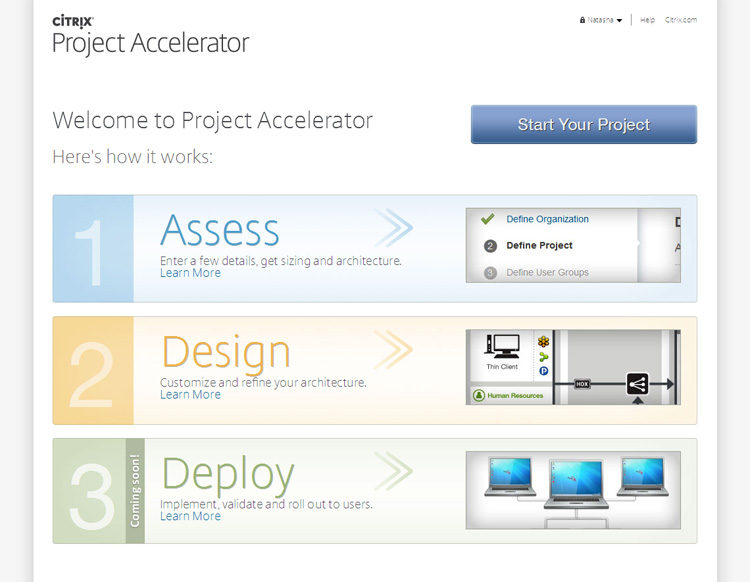 CİTRIX
Natasha
Help
Citrix.com
Project Accelerator
Welcome to Project Accelerator
Start Your Project
Here's how it works:
1
Assess
Enter a few details, get sizing and architecture.
Learn More
Define Organization
2 Define Project
3 Define User Groups
2
Design
Customize and refine your architecture.
Learn More
Thin Client
P
HDX
Human Resources
3
Coming soon!
Deploy
Implement, validate and roll out to users.
Learn More